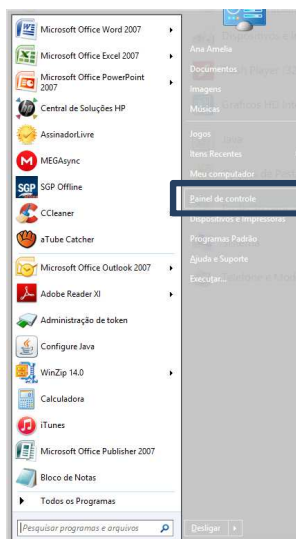 Microsoft Office Word 2007
Microsoft Office Excel 2007
Microsoft Office PowerPoint
2007
Central de Soluções HP
AssinadorLivre
MEGAsync
SGP SGP Offline
CCleaner
aTube Catcher
Microsoft Office Outlook 2007
Adobe Reader XI
Administração de token
Configure Java
WinZip 14.0
Calculadora
iTunes
Microsoft Office Publisher 2007
Bloco de Notas
Todos os Programas
Pesquisar programas e arquivos
Ana Amelia
Documentos
Imagens
Músicas
Jogos
Itens Recentes
Meu computador
Painel de controle
Dispositivos e Impressoras
Programas Padrão
Ajuda e Suporte
Executar...
Desligar